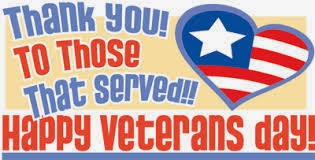 Thank you!
To Those
That served!!
Happy Veterans day!